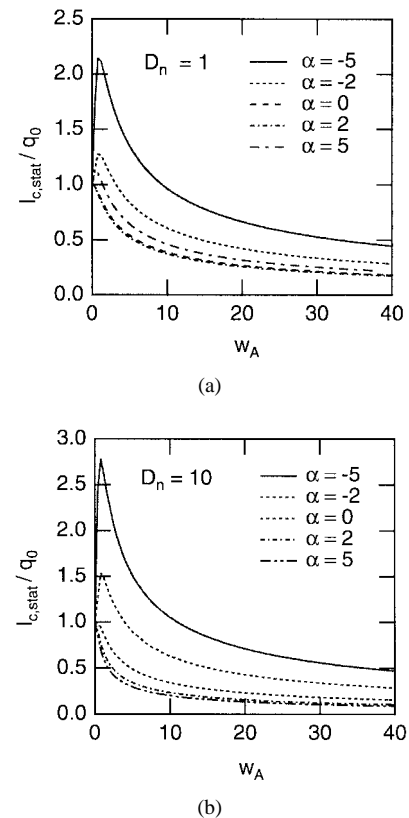 2.5
D_n = 1
α = -5
2.0
α = -2
α = 0
1.5
α = 2
α = 5
1.0
0.5
0.0
I_c,stat / q_0
0 10 20 30 40
w_A
(a)
3.0
D_n = 10
α = -5
2.5
α = -2
α = 0
2.0
α = 2
α = 5
1.5
1.0
0.5
0.0
I_c,stat / q_0
0 10 20 30 40
w_A
(b)